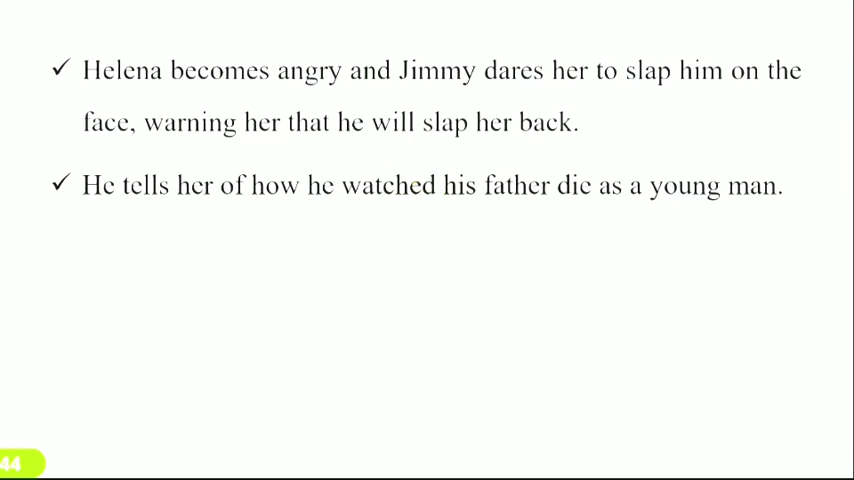 ✓ Helena becomes angry and Jimmy dares her to slap him on the
face, warning her that he will slap her back.
✓ He tells her of how he watched his father die as a young man.
44